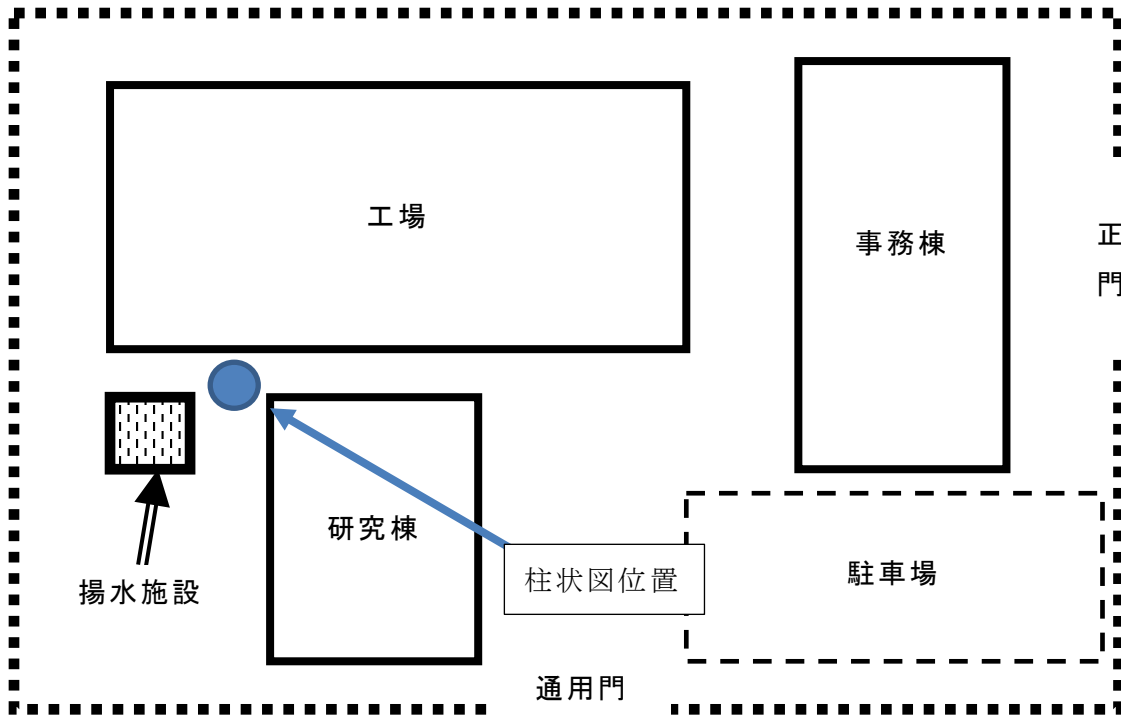 工場
事務棟
正
門
研究棟
柱状図位置
駐車場
揚水施設
通用門